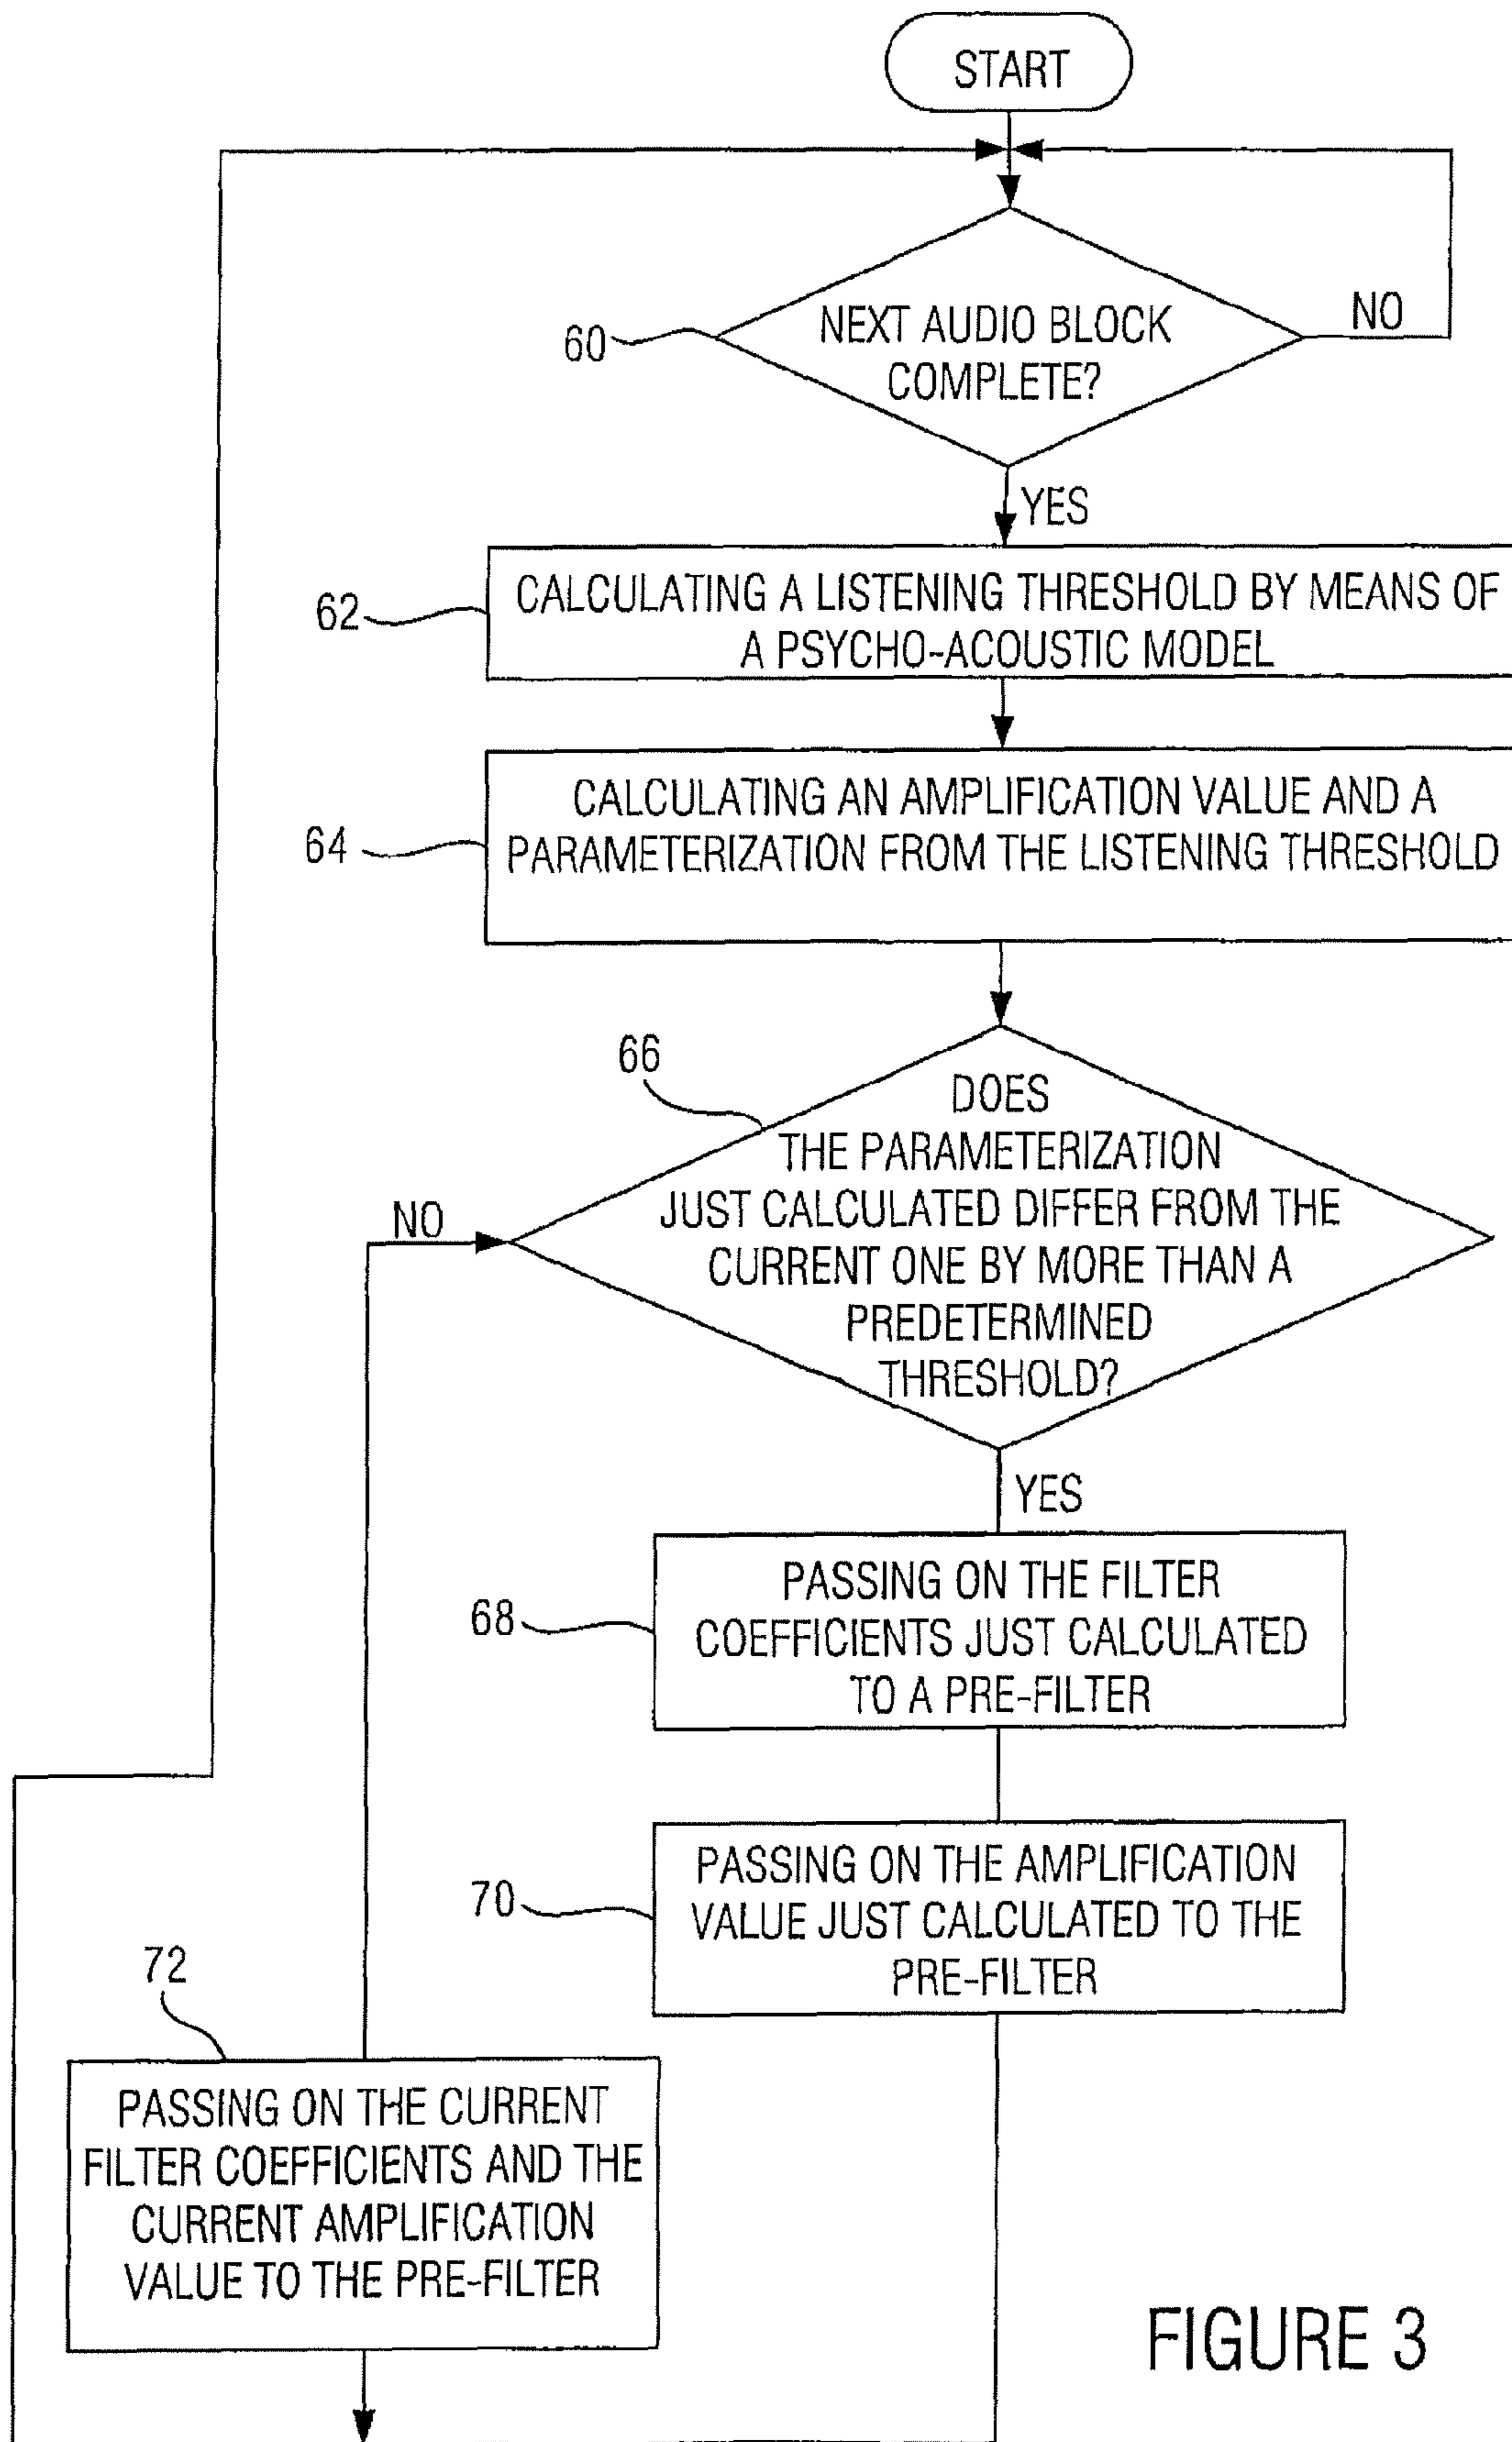 START
NEXT AUDIO BLOCK
COMPLETE?
NO
60
YES
CALCULATING A LISTENING THRESHOLD BY MEANS OF
A PSYCHO-ACOUSTIC MODEL
62
CALCULATING AN AMPLIFICATION VALUE AND A
PARAMETERIZATION FROM THE LISTENING THRESHOLD
64
66
DOES
THE PARAMETERIZATION
JUST CALCULATED DIFFER FROM THE
CURRENT ONE BY MORE THAN A
PREDETERMINED
THRESHOLD?
NO
YES
PASSING ON THE FILTER
COEFFICIENTS JUST CALCULATED
TO A PRE-FILTER
68
PASSING ON THE AMPLIFICATION
VALUE JUST CALCULATED TO THE
PRE-FILTER
70
72
PASSING ON THE CURRENT
FILTER COEFFICIENTS AND THE
CURRENT AMPLIFICATION
VALUE TO THE PRE-FILTER
FIGURE 3